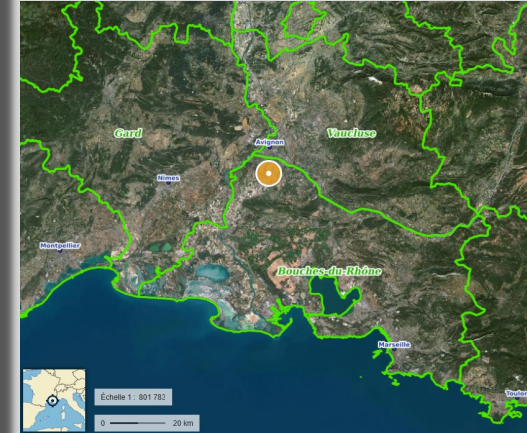 Gard
Vaucluse
Avignon
Nîmes
Montpellier
Bouches-du-Rhône
Marseille
Toulon
Échelle 1 : 801 783
0
20 km